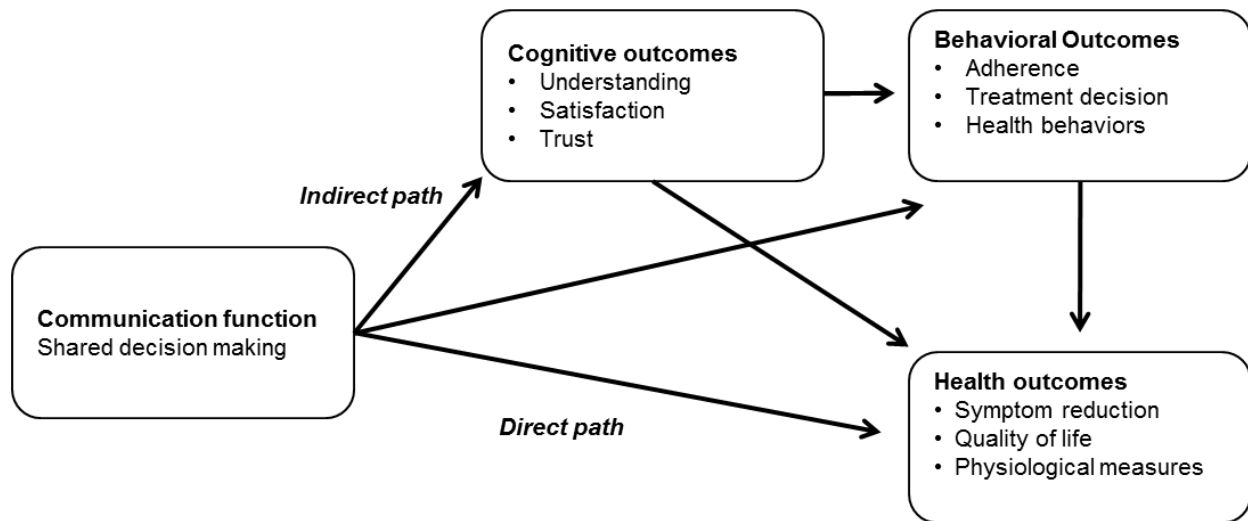 Cognitive outcomes
• Understanding
• Satisfaction
• Trust
Behavioral Outcomes
• Adherence
• Treatment decision
• Health behaviors
Indirect path
Communication function
Shared decision making
Direct path
Health outcomes
• Symptom reduction
• Quality of life
• Physiological measures